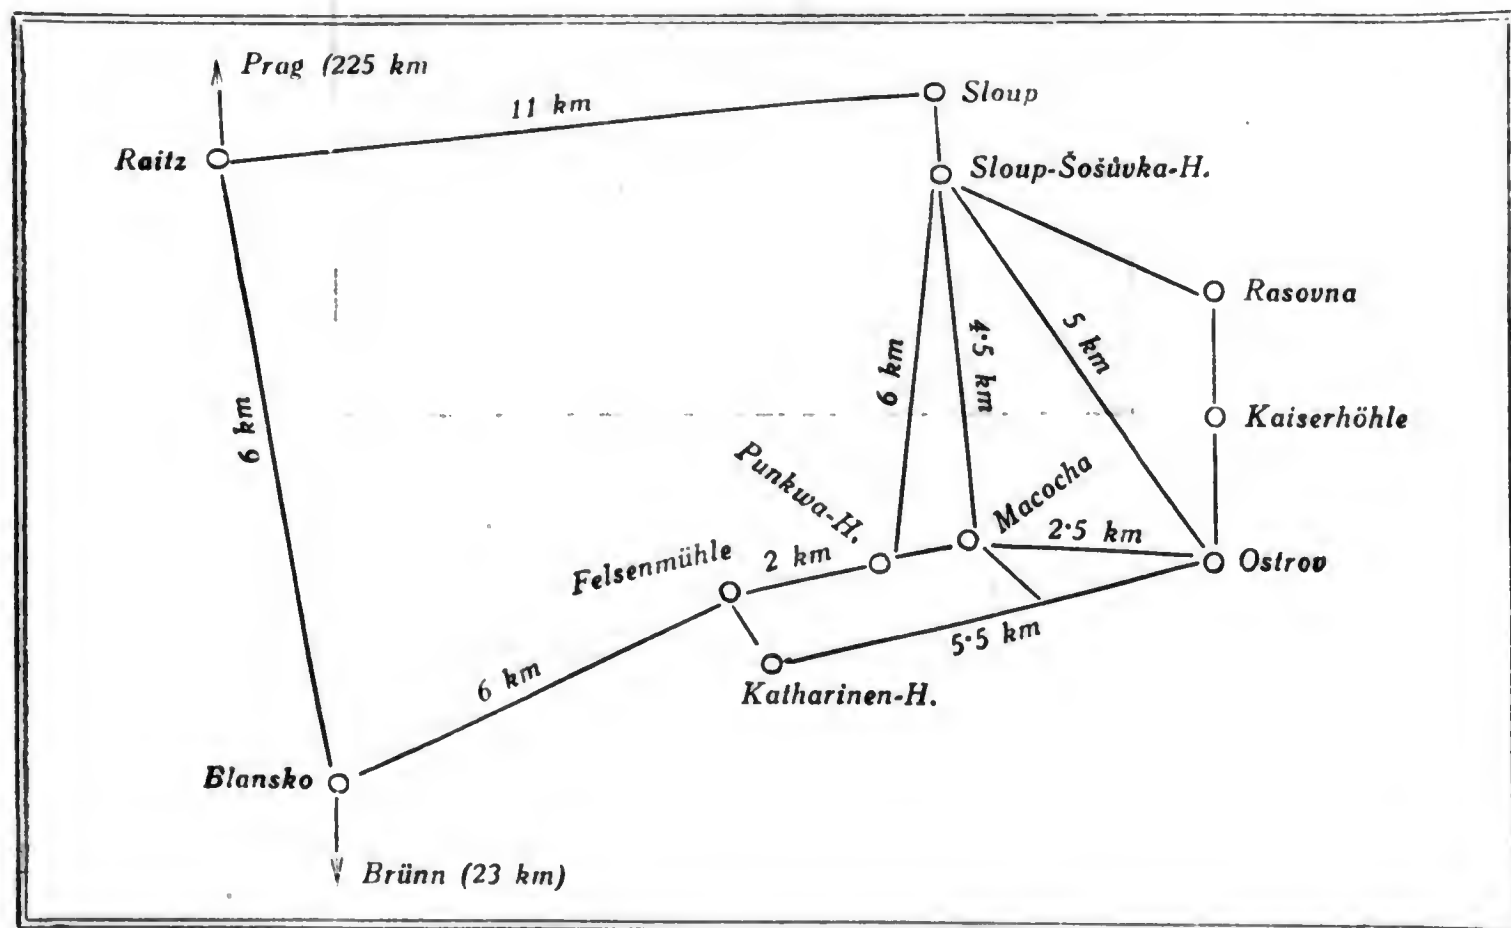 Prag (225 km
11 km
Sloup
Raitz
Sloup-Šošůvka-H.
Rasovna
6 km
6 km
4·5 km
5 km
Kaiserhöhle
Punkwa-H.
Macocha
2·5 km
Felsenmühle
2 km
Ostrov
5·5 km
6 km
Katharinen-H.
Blansko
Brünn (23 km)